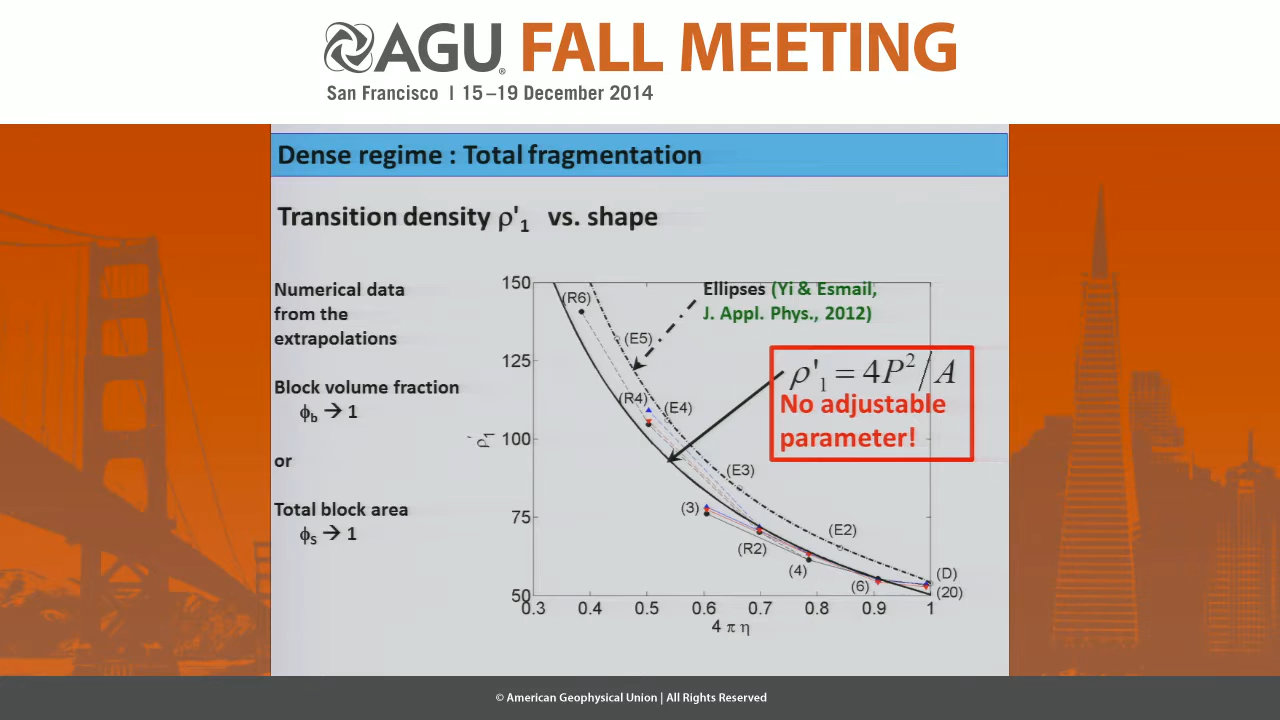 AGU FALL MEETING
San Francisco | 15–19 December 2014
Dense regime : Total fragmentation
Transition density ρ'1 vs. shape
Numerical data
from the
extrapolations
Block volume fraction
ϕb → 1
or
Total block area
ϕS → 1
Ellipses (Yi & Esmail,
J. Appl. Phys., 2012)
ρ'1 = 4P²/A
No adjustable
parameter!
150
125
100
75
50
ρ'1
(R6)
(E5)
(R4)
(E4)
(E3)
(3)
(R2)
(E2)
(4)
(6)
(D)
(20)
0.3 0.4 0.5 0.6 0.7 0.8 0.9 1
4 π η
© American Geophysical Union | All Rights Reserved